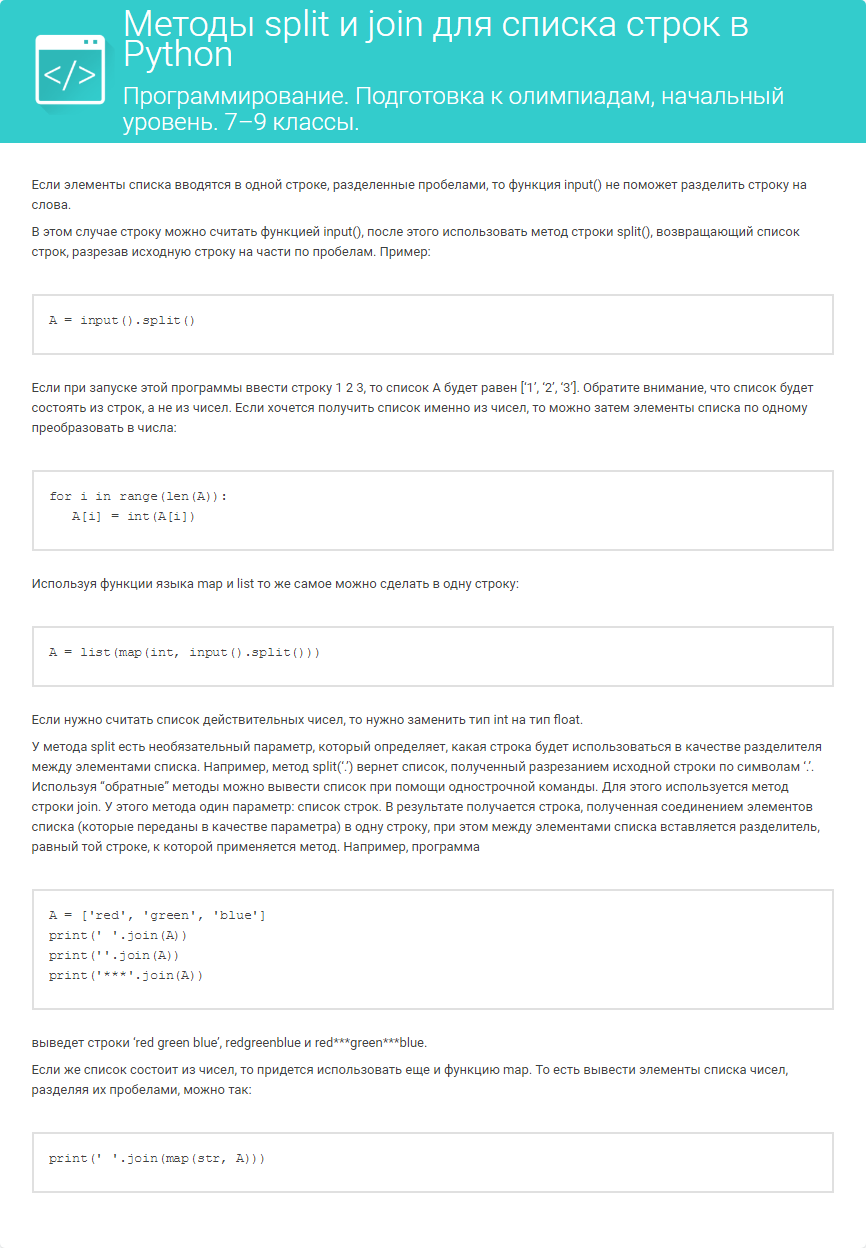 Методы split и join для списка строк в
Python
Программирование. Подготовка к олимпиадам, начальный
уровень. 7–9 классы.
</>
Если элементы списка вводятся в одной строке, разделенные пробелами, то функция input() не поможет разделить строку на
слова.
В этом случае строку можно считать функцией input(), после этого использовать метод строки split(), возвращающий список
строк, разрезав исходную строку на части по пробелам. Пример:
A = input().split()
Если при запуске этой программы ввести строку 1 2 3, то список A будет равен [‘1’, ‘2’, ‘3’]. Обратите внимание, что список будет
состоять из строк, а не из чисел. Если хочется получить список именно из чисел, то можно затем элементы списка по одному
преобразовать в числа:
for i in range(len(A)):
   A[i] = int(A[i])
Используя функции языка map и list то же самое можно сделать в одну строку:
A = list(map(int, input().split()))
Если нужно считать список действительных чисел, то нужно заменить тип int на тип float.
У метода split есть необязательный параметр, который определяет, какая строка будет использоваться в качестве разделителя
между элементами списка. Например, метод split(‘.’) вернет список, полученный разрезанием исходной строки по символам ‘.’.
Используя “обратные” методы можно вывести список при помощи однострочной команды. Для этого используется метод
строки join. У этого метода один параметр: список строк. В результате получается строка, полученная соединением элементов
списка (которые переданы в качестве параметра) в одну строку, при этом между элементами списка вставляется разделитель,
равный той строке, к которой применяется метод. Например, программа
A = ['red', 'green', 'blue']
print(' '.join(A))
print(''.join(A))
print('***'.join(A))
выведет строки ‘red green blue’, redgreenblue и red***green***blue.
Если же список состоит из чисел, то придется использовать еще и функцию map. То есть вывести элементы списка чисел,
разделяя их пробелами, можно так:
print(' '.join(map(str, A)))